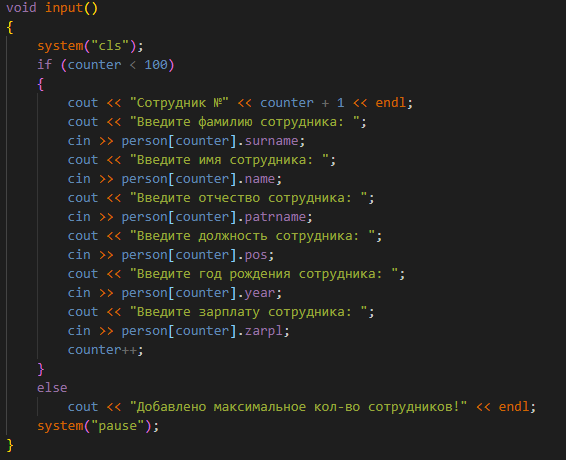 void input()
{
system("cls");
if (counter < 100)
{
cout << "Сотрудник №" << counter + 1 << endl;
cout << "Введите фамилию сотрудника: ";
cin >> person[counter].surname;
cout << "Введите имя сотрудника: ";
cin >> person[counter].name;
cout << "Введите отчество сотрудника: ";
cin >> person[counter].patrname;
cout << "Введите должность сотрудника: ";
cin >> person[counter].pos;
cout << "Введите год рождения сотрудника: ";
cin >> person[counter].year;
cout << "Введите зарплату сотрудника: ";
cin >> person[counter].zarpl;
counter++;
}
else
cout << "Добавлено максимальное кол-во сотрудников!" << endl;
system("pause");
}